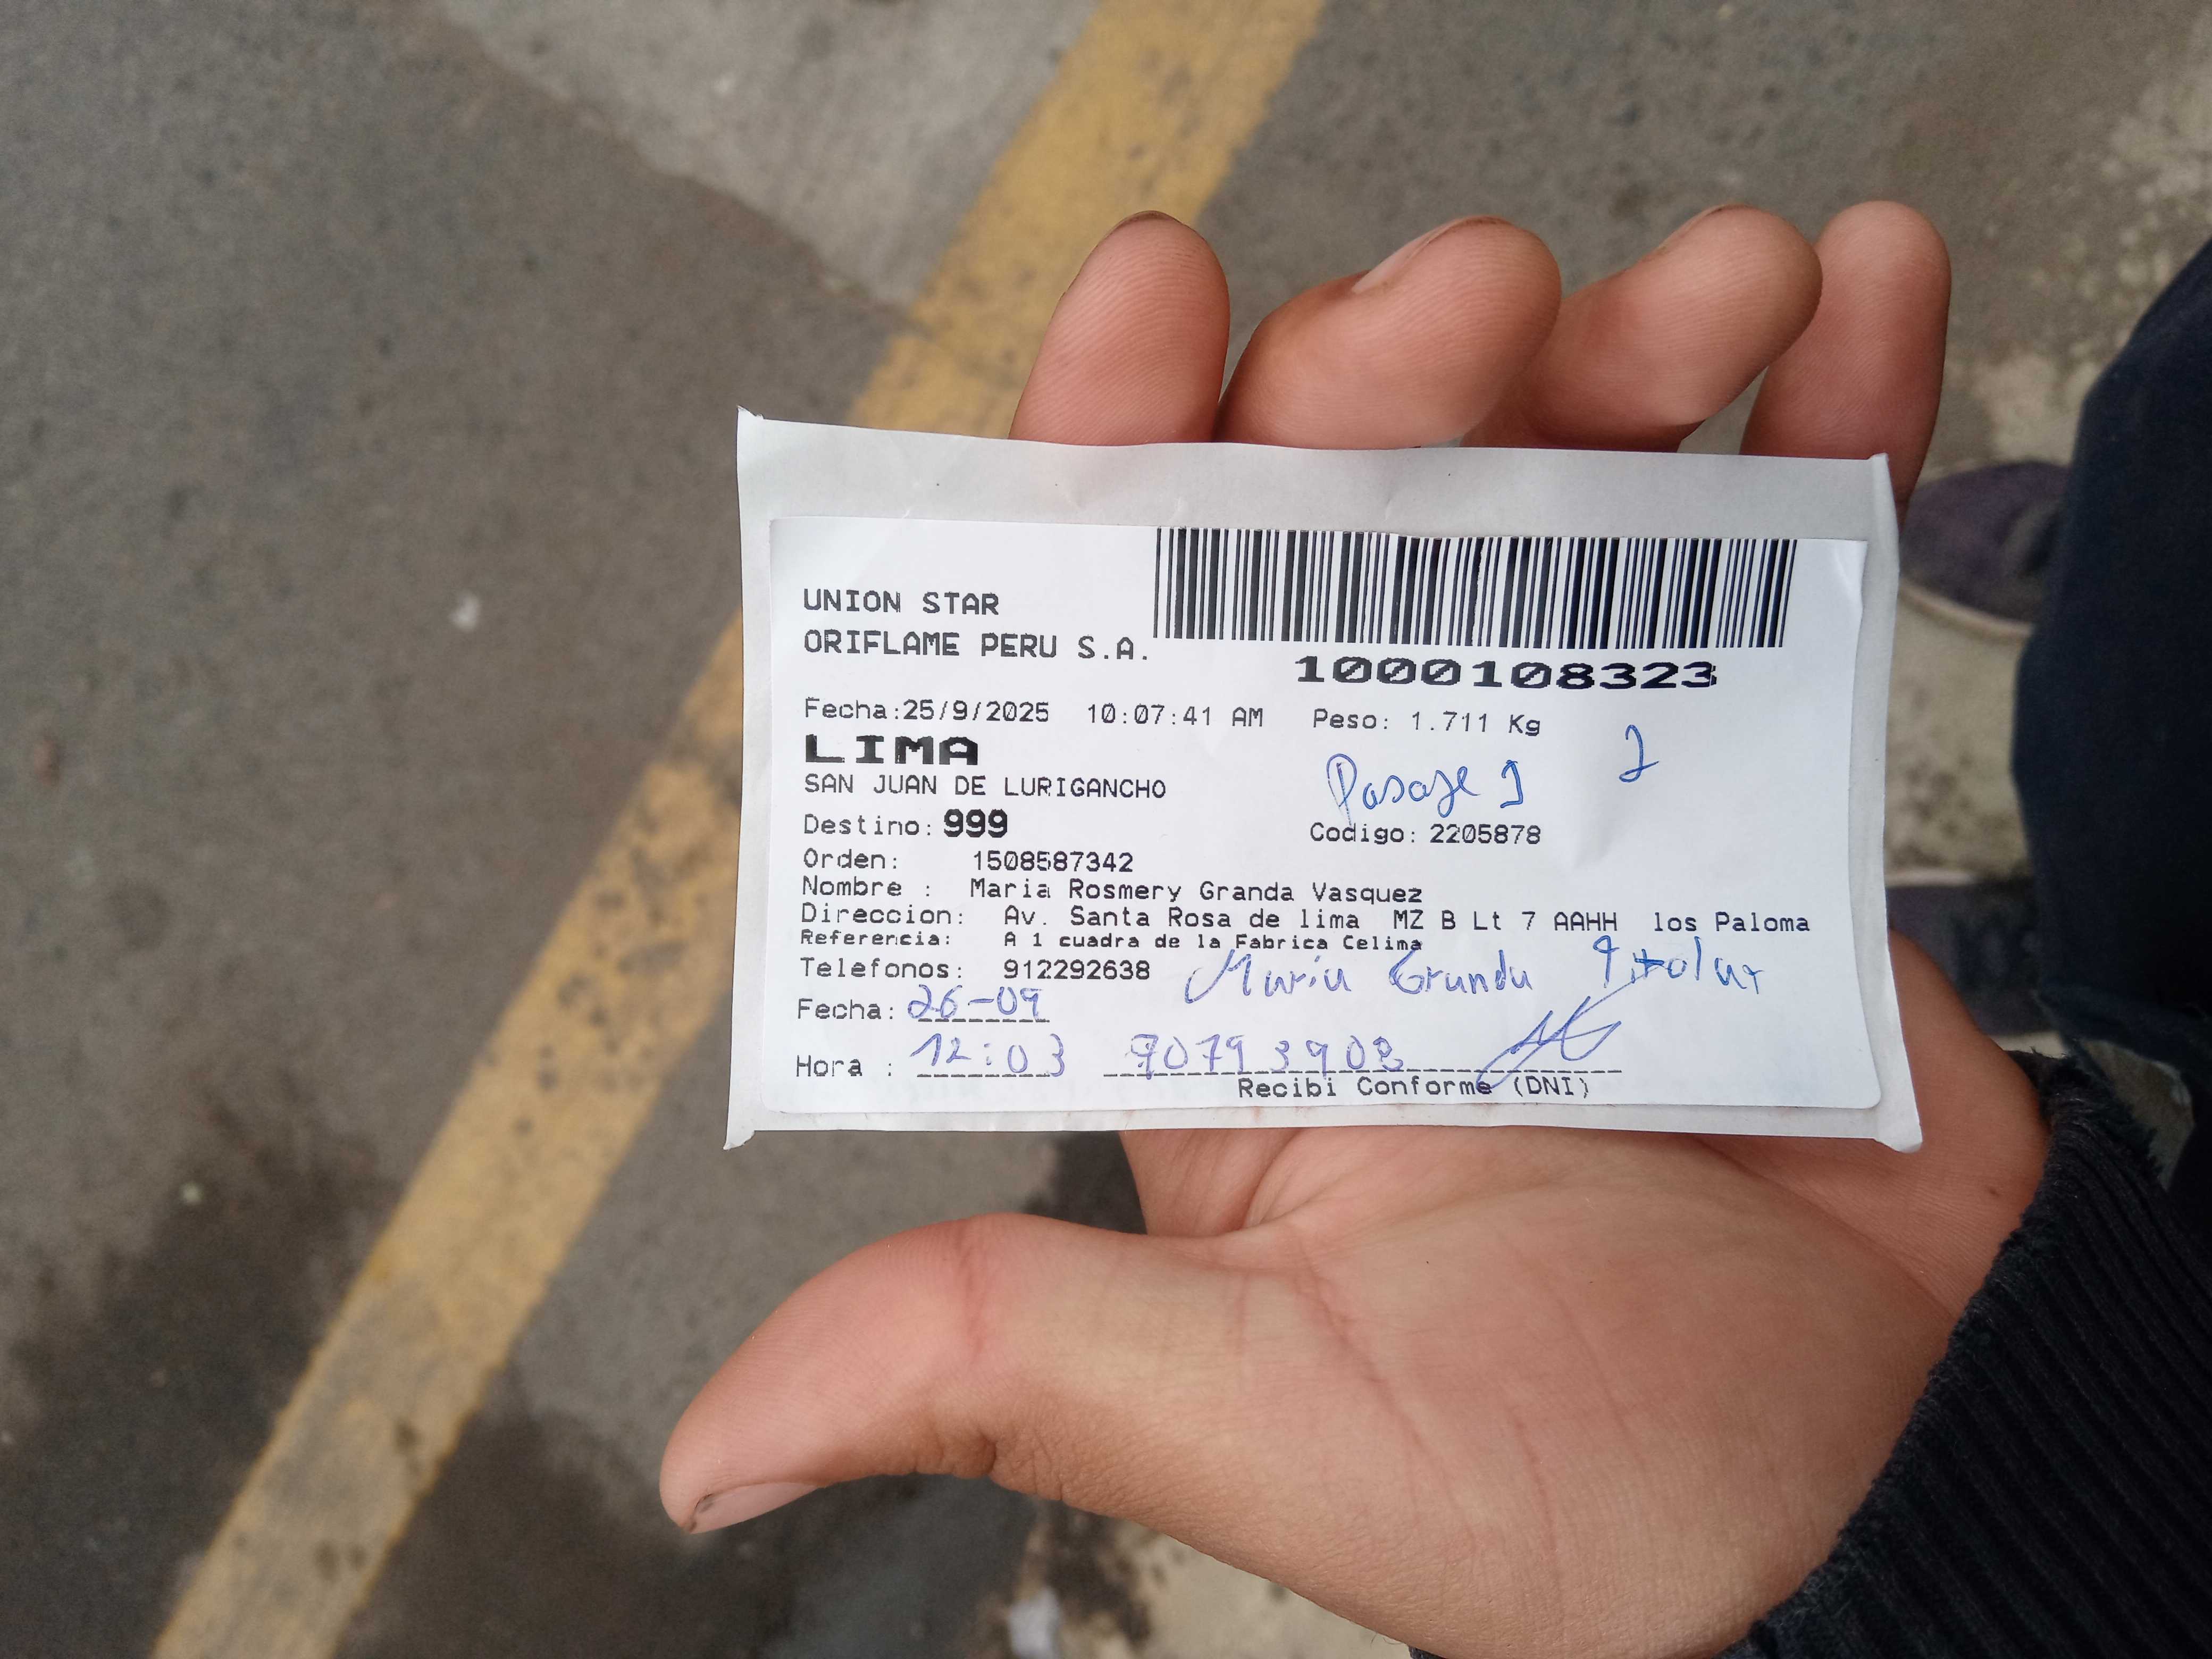 UNION STAR
ORIFLAME PERU S.A.
1000108323
Fecha:25/9/2025 10:07:41 AM Peso: 1.711 Kg
LIMA
SAN JUAN DE LURIGANCHO
Pasaje 1
Destino: 999 Codigo: 2205878
Orden: 1508587342
Nombre : Maria Rosmery Granda Vasquez
Direccion: Av. Santa Rosa de lima MZ B Lt 7 AAHH los Paloma
Referencia: A 1 cuadra de la Fabrica Celima
Telefonos: 912292638 Maria Granda Titolar
Fecha: 26-09
Hora : 12:03
Recibi Conforme (DNI)